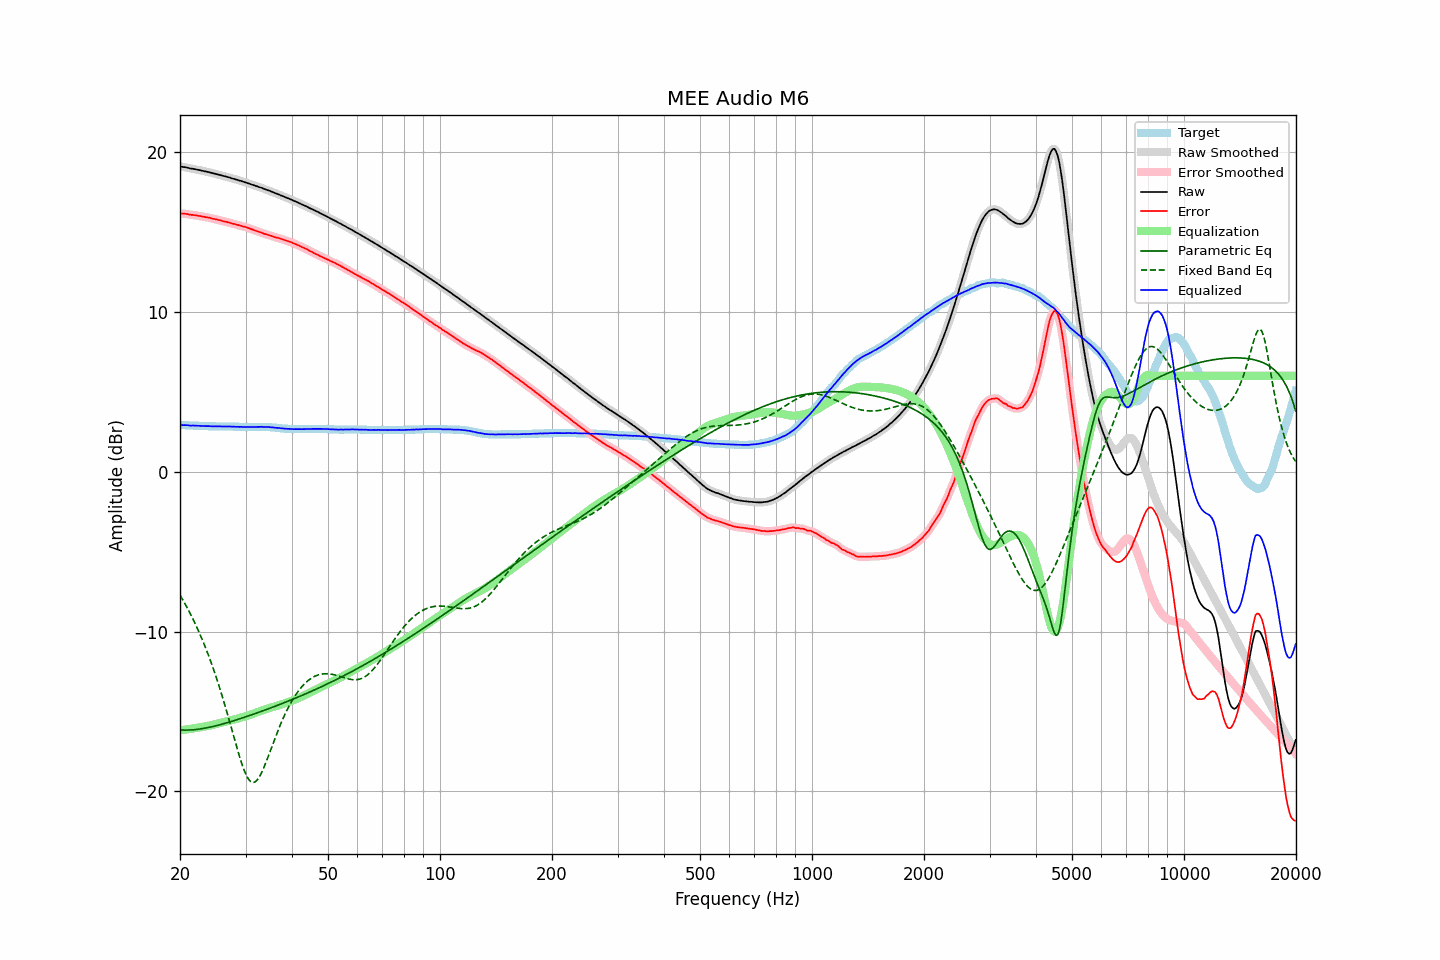 MEE Audio M6
Target
Raw Smoothed
Error Smoothed
Raw
Error
Equalization
Parametric Eq
Fixed Band Eq
Equalized
Amplitude (dBr)
20
10
0
−10
−20
20 50 100 200 500 1000 2000 5000 10000 20000
Frequency (Hz)